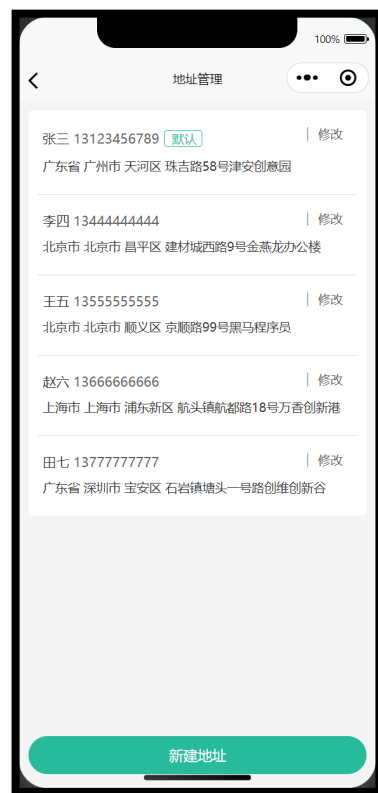 100%
地址管理
张三 13123456789 默认 修改
广东省 广州市 天河区 珠吉路58号津安创意园
李四 13444444444 修改
北京市 北京市 昌平区 建材城西路9号金燕龙办公楼
王五 13555555555 修改
北京市 北京市 顺义区 京顺路99号黑马程序员
赵六 13666666666 修改
上海市 上海市 浦东新区 航头镇航都路18号万香创新港
田七 13777777777 修改
广东省 深圳市 宝安区 石岩镇塘头一号路创维创新谷
新建地址